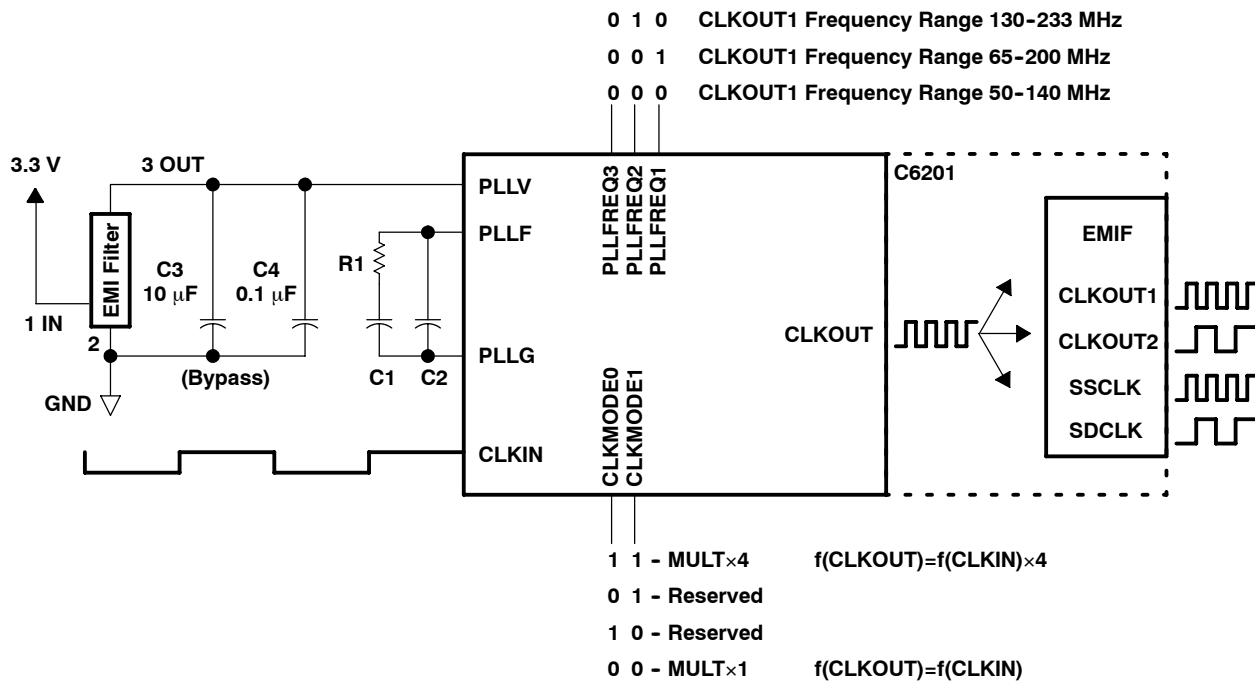 0 1 0 CLKOUT1 Frequency Range 130-233 MHz
0 0 1 CLKOUT1 Frequency Range 65-200 MHz
0 0 0 CLKOUT1 Frequency Range 50-140 MHz
3.3 V
3 OUT
EMI Filter
1 IN
2
GND
C3
10 μF
C4
0.1 μF
(Bypass)
R1
C1
C2
PLLV
PLLF
PLLG
CLKIN
PLLFREQ3
PLLFREQ2
PLLFREQ1
CLKMODE0
CLKMODE1
CLKOUT
C6201
EMIF
CLKOUT1
CLKOUT2
SSCLK
SDCLK
1 1 - MULT×4 f(CLKOUT)=f(CLKIN)×4
0 1 - Reserved
1 0 - Reserved
0 0 - MULT×1 f(CLKOUT)=f(CLKIN)